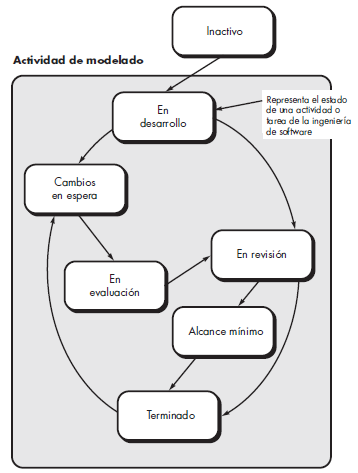 Inactivo
Actividad de modelado
En
desarrollo
Representa el estado
de una actividad o
tarea de la ingeniería
de software
Cambios
en espera
En revisión
En
evaluación
Alcance mínimo
Terminado